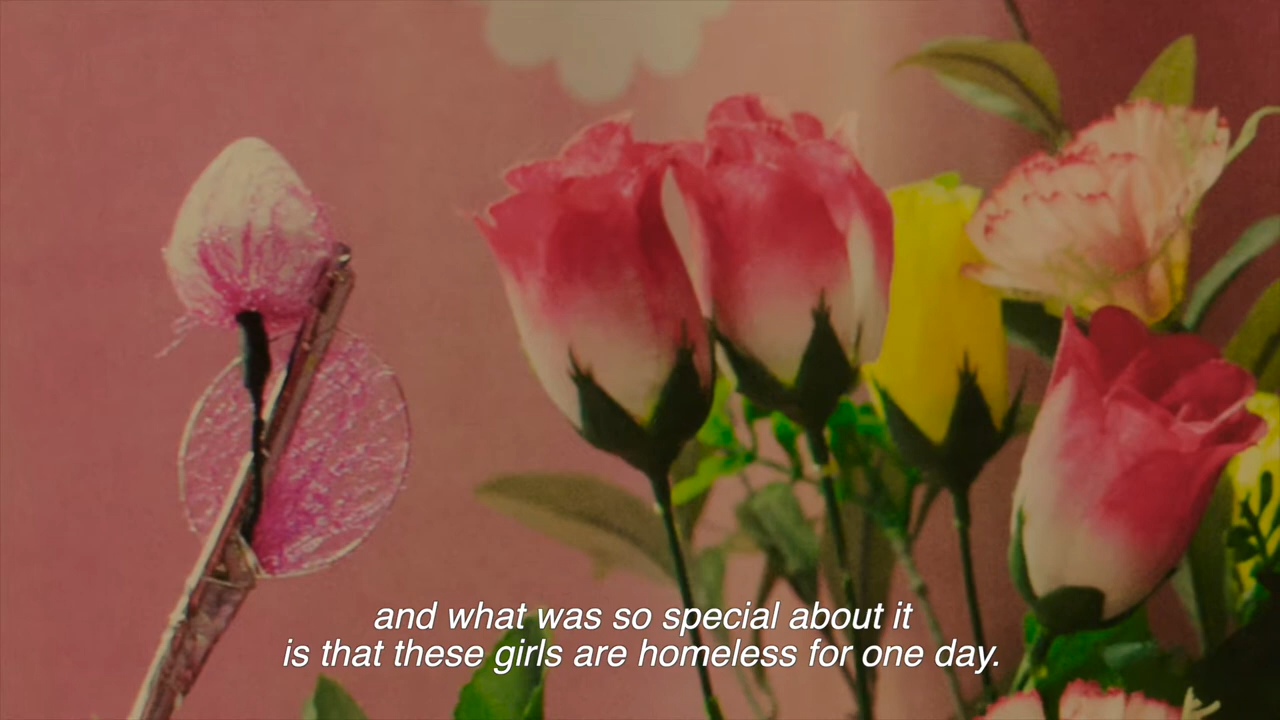 and what was so special about it
is that these girls are homeless for one day.